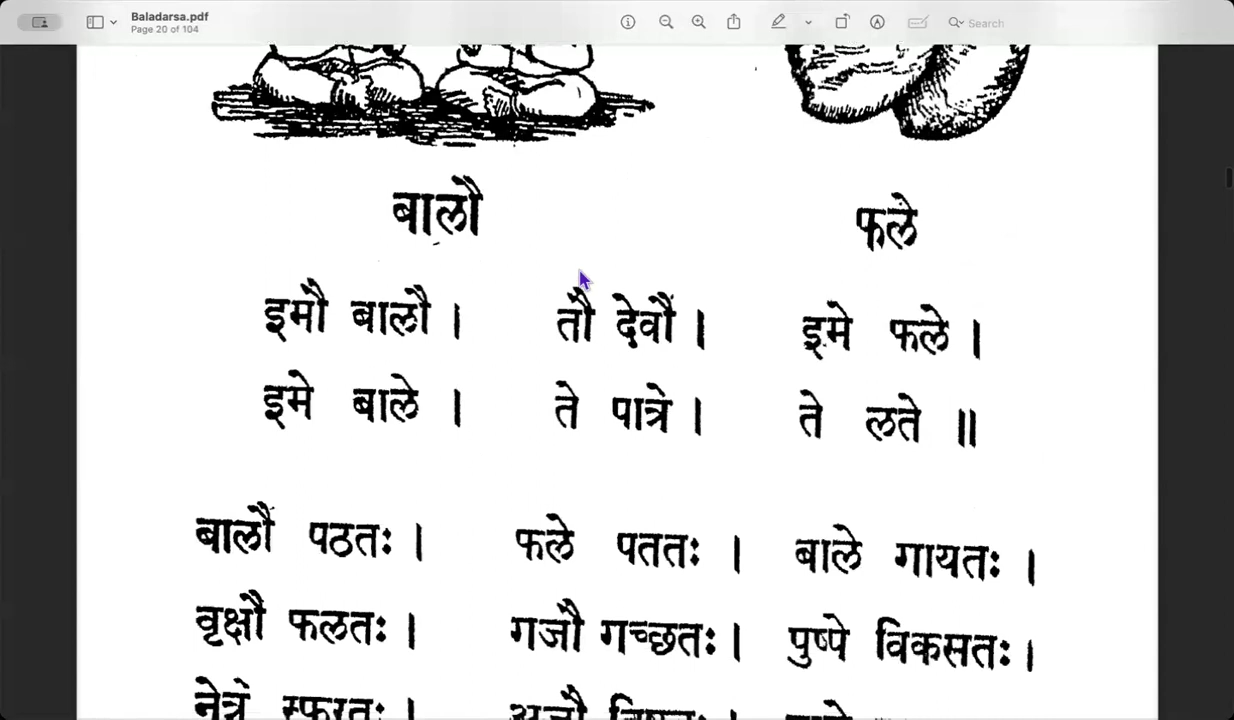 Baladarsa.pdf
Page 20 of 104
Search
बालौ फले
इमौ बालौ । तौ देवौ । इमे फले ।
इमे बाले । ते पात्रे । ते लते ॥
बालौ पठतः । फले पततः । बाले गायतः ।
वृक्षौ फलतः । गजौ गच्छतः । पुष्पे विकसतः ।